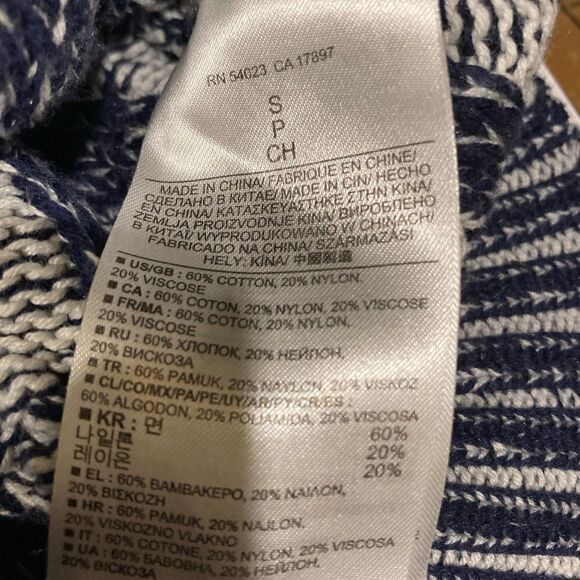 RN 54023 CA 17897
S
P
CH
MADE IN CHINA/ FABRIQUE EN CHINE/
СДЕЛАНО В КИТАЕ/ MADE IN CİN/ HECHO
EN CHINA/ ΚΑΤΑΣΚΕΥΑΣΤΗΚΕ ΣΤΗΝ ΚΙΝΑ/
ZEMLJA PROIZVODNJE KINA/ ВИРОБЛЕНО
В КИТАЇ/ WYPRODUKOWANO W CHINACH/
FABRICADO NA CHINA/ SZÁRMAZÁSI
HELY: KÍNA/ 中國製造
■ US/GB : 60% COTTON, 20% NYLON,
20% VISCOSE
■ CA : 60% COTON, 20% NYLON, 20% VISCOSE
■ FR/MA : 60% COTON, 20% NYLON,
20% VISCOSE
■ RU : 60% ХЛОПОК, 20% НЕЙЛОН,
20% ВИСКОЗА
■ TR : 60% PAMUK, 20% NAYLON, 20% VISKOZ
■ CL/CO/MX/PA/PE/UY/AR/PY/CR/ES :
60% ALGODON, 20% POLIAMIDA, 20% VISCOSA
■ KR : 면 60%
나일론 20%
레이온 20%
■ EL : 60% ΒΑΜΒΑΚΕΡΟ, 20% ΝΑΙΛΟΝ,
20% ΒΙΣΚΟΖΗ
■ HR : 60% PAMUK, 20% NAJLON,
20% VISKOZNO VLAKNO
■ IT : 60% COTONE, 20% NYLON, 20% VISCOSA
■ UA : 60% БАВОВНА, 20% НЕЙЛОН,
20% ВІСКОЗА